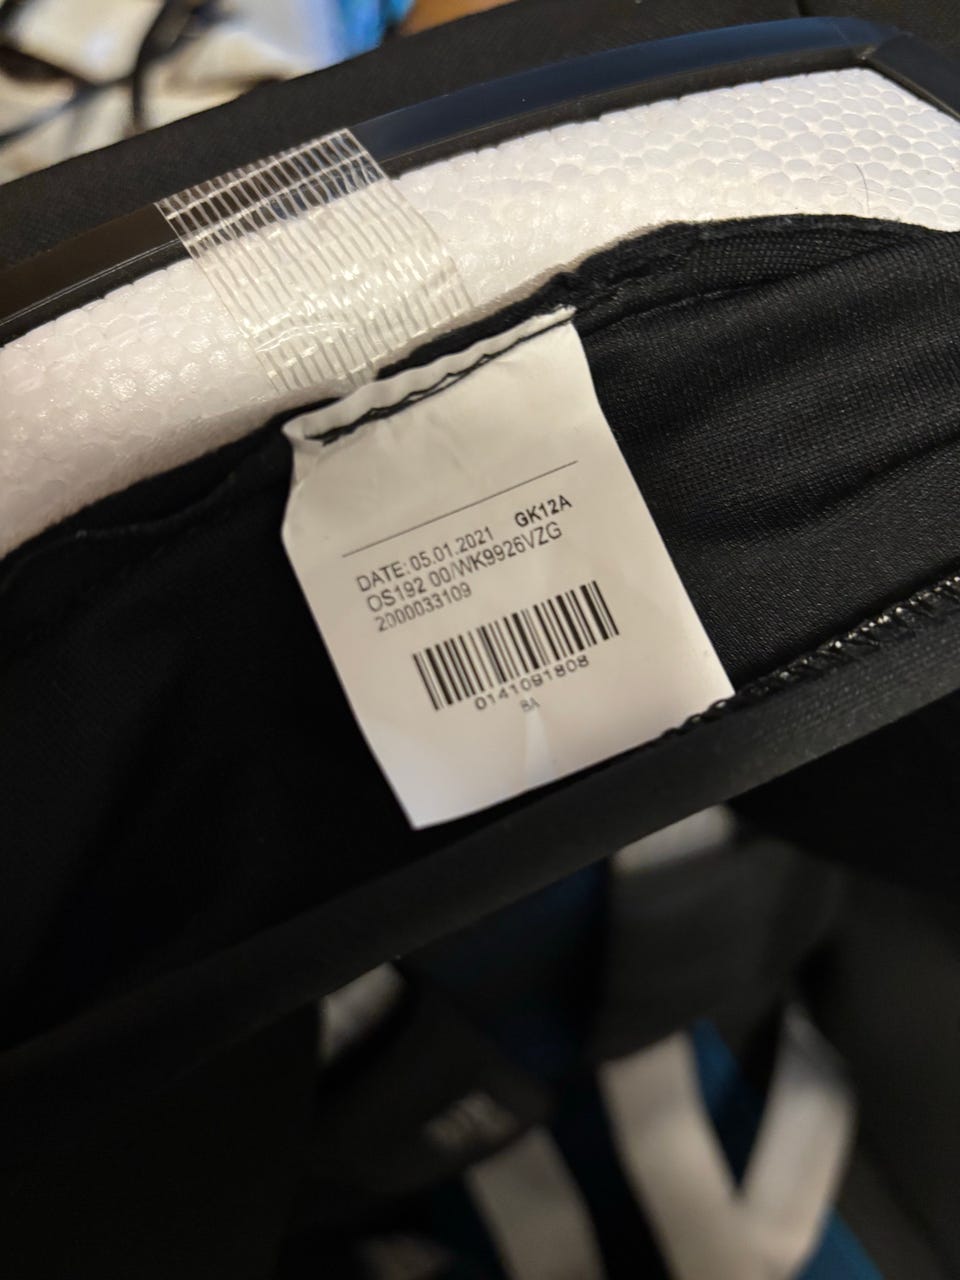 DATE: 05.01.2021 GK12A
OS192 00/WK9926VZG
2000033109
0141091808
8A